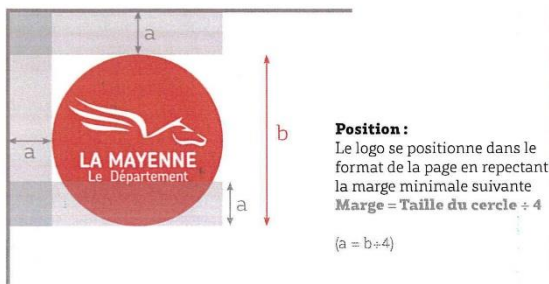 a
a
b
LA MAYENNE
Le Département
a
Position :
Le logo se positionne dans le
format de la page en repectant
la marge minimale suivante
Marge = Taille du cercle ÷ 4
(a = b÷4)